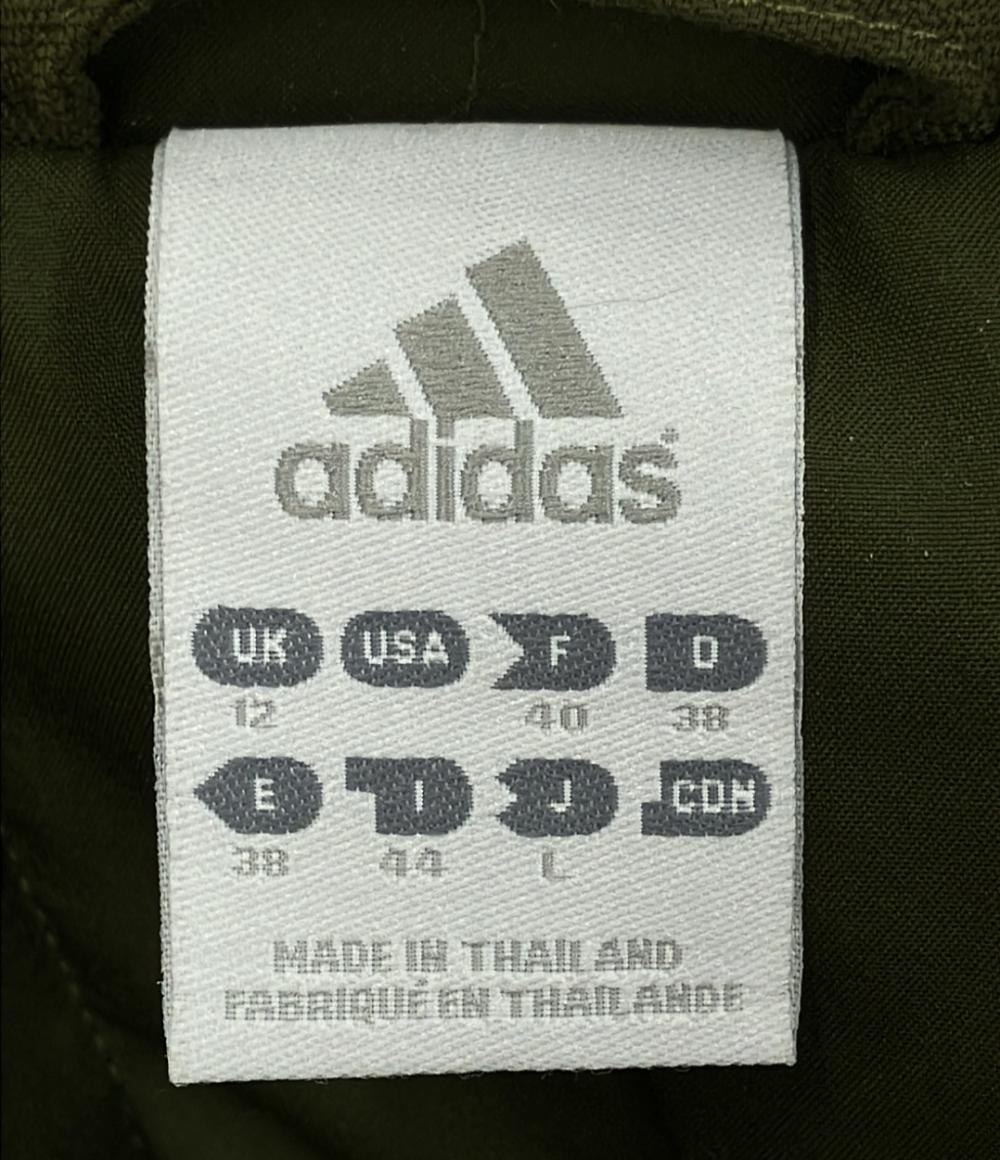 adidas
UK USA F D
12 40 38
E I J CDN
38 44 L
MADE IN THAILAND
FABRIQUÉ EN THAILANDE